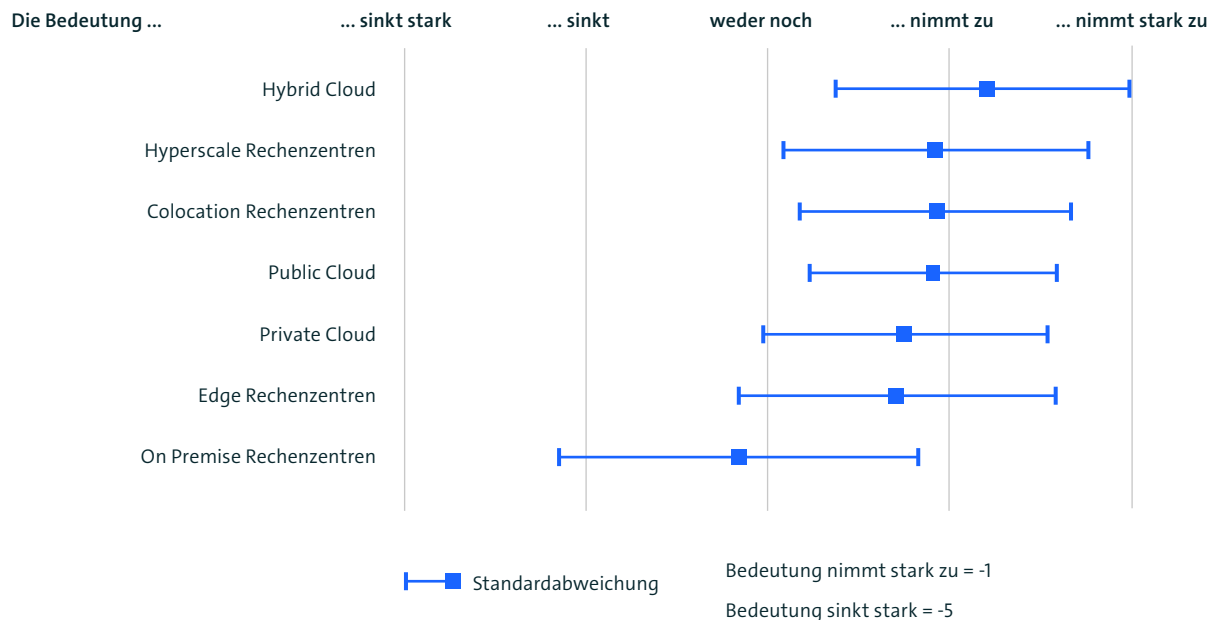 Die Bedeutung ... ... sinkt stark ... sinkt weder noch ... nimmt zu ... nimmt stark zu
Hybrid Cloud
Hyperscale Rechenzentren
Colocation Rechenzentren
Public Cloud
Private Cloud
Edge Rechenzentren
On Premise Rechenzentren
Standardabweichung
Bedeutung nimmt stark zu = -1
Bedeutung sinkt stark = -5